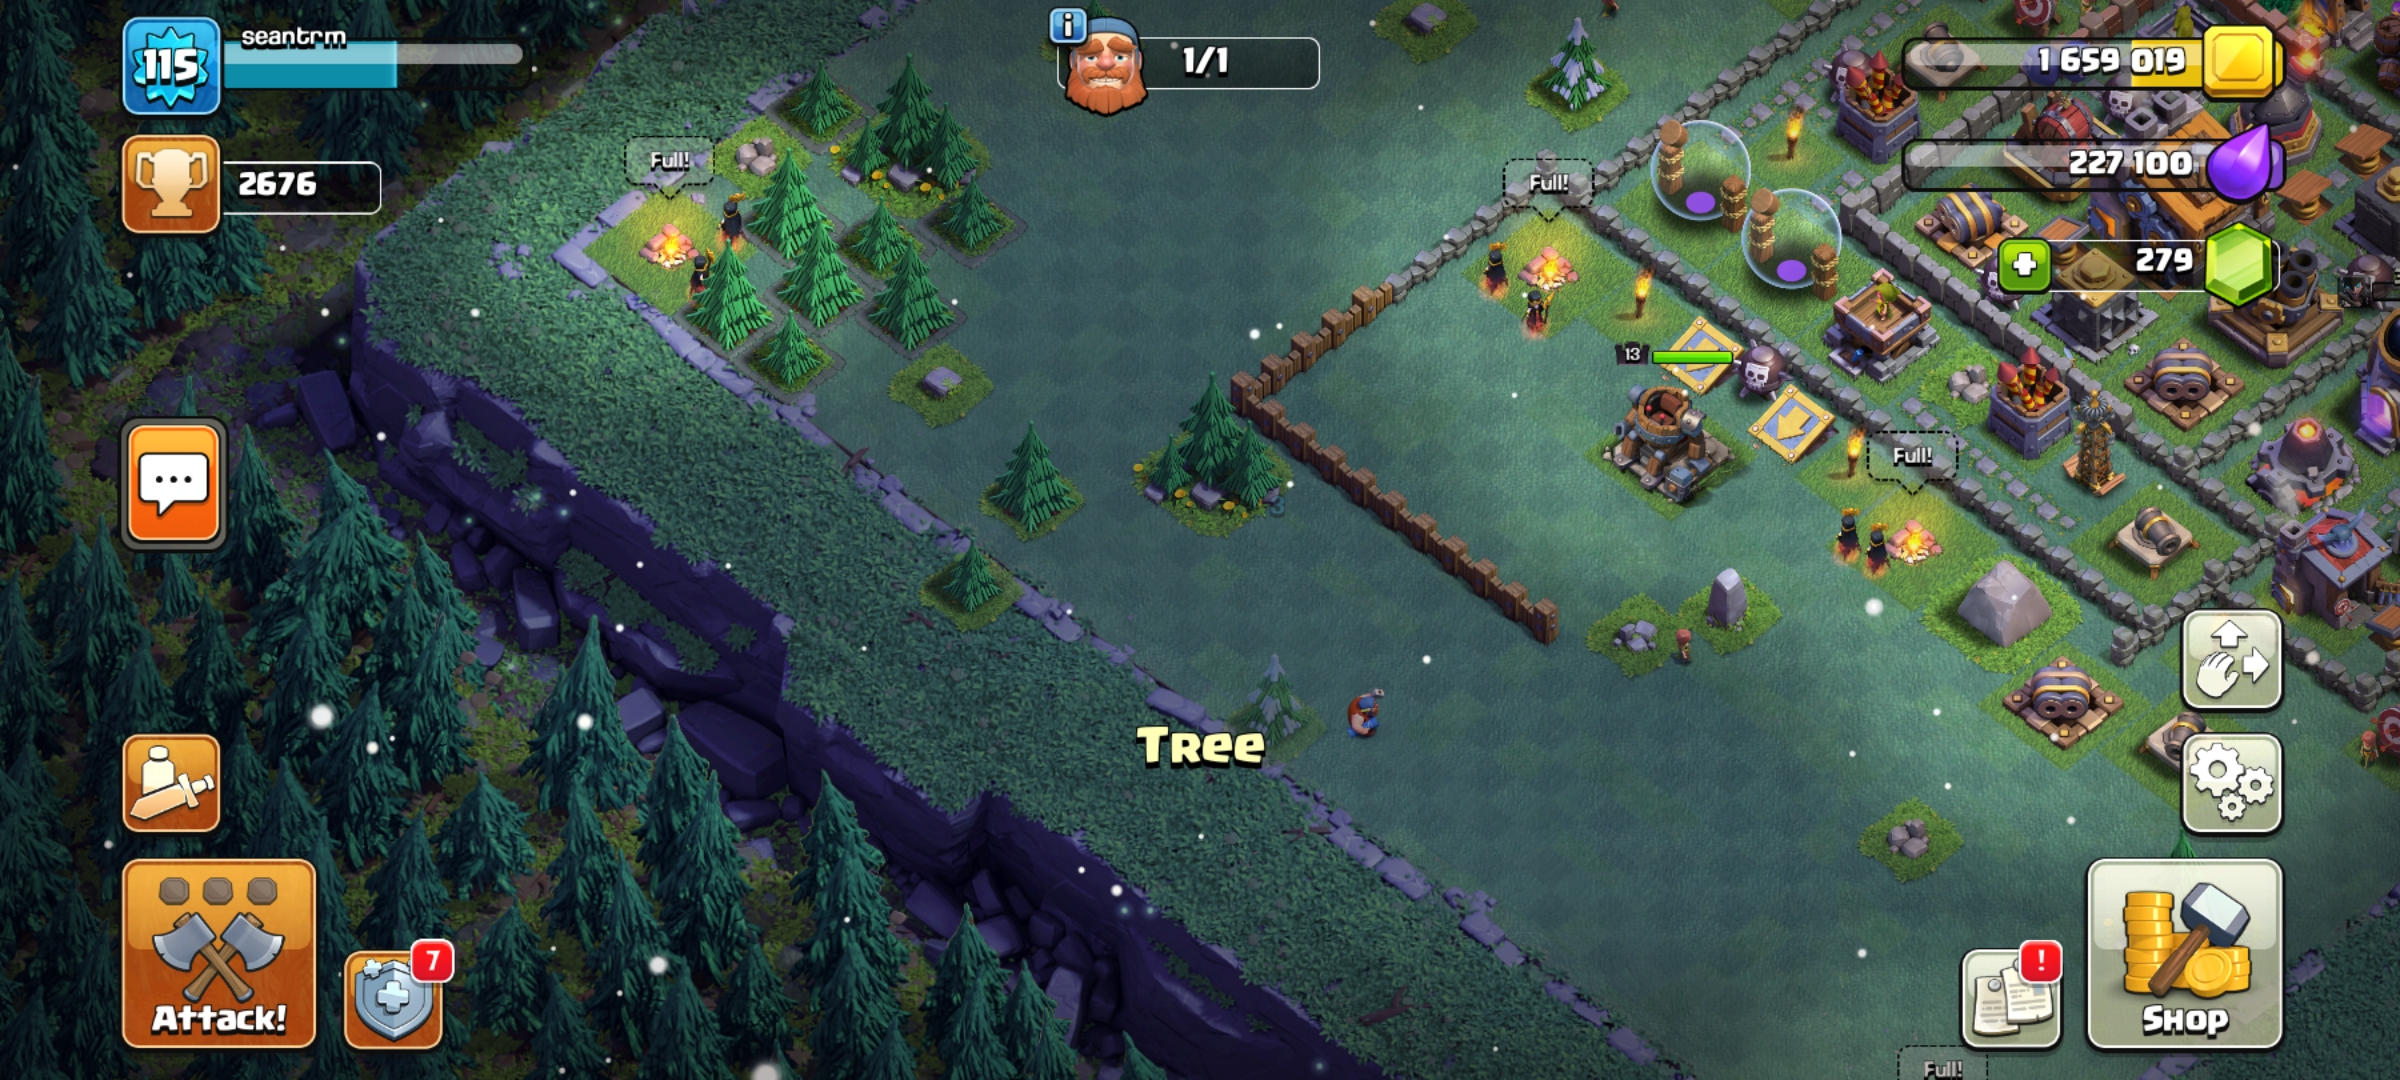 115
seantrm
i
1/1
1 659 019
2676
227 100
279
Full!
Full!
13
Full!
Tree
7
Attack!
!
Shop
Full!